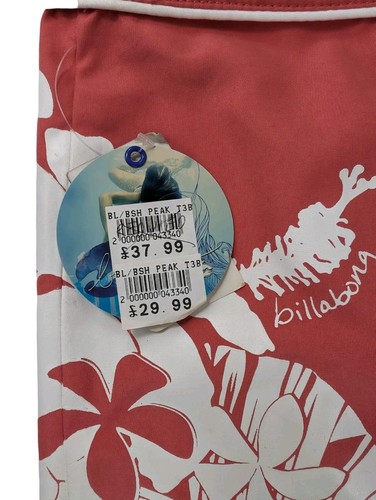 BL/BSH PEAK T3B
2 000000 043340
£37.99
BL/BSH PEAK T3B
2 000000 043340
£29.99
billabong